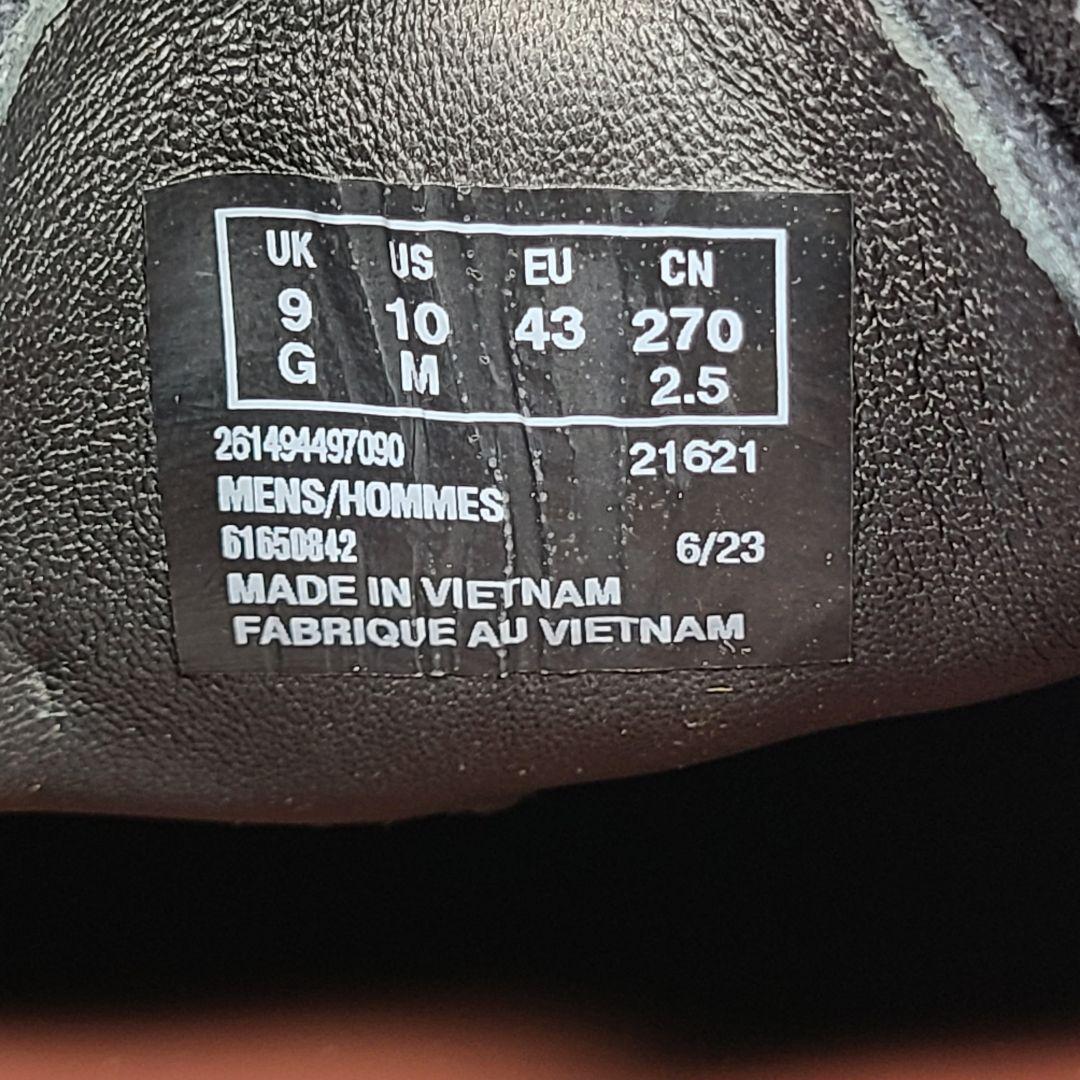 UK US EU CN
9 10 43 270
G M 2.5
261494497090 21621
MENS/HOMMES
61650842 6/23
MADE IN VIETNAM
FABRIQUE AU VIETNAM